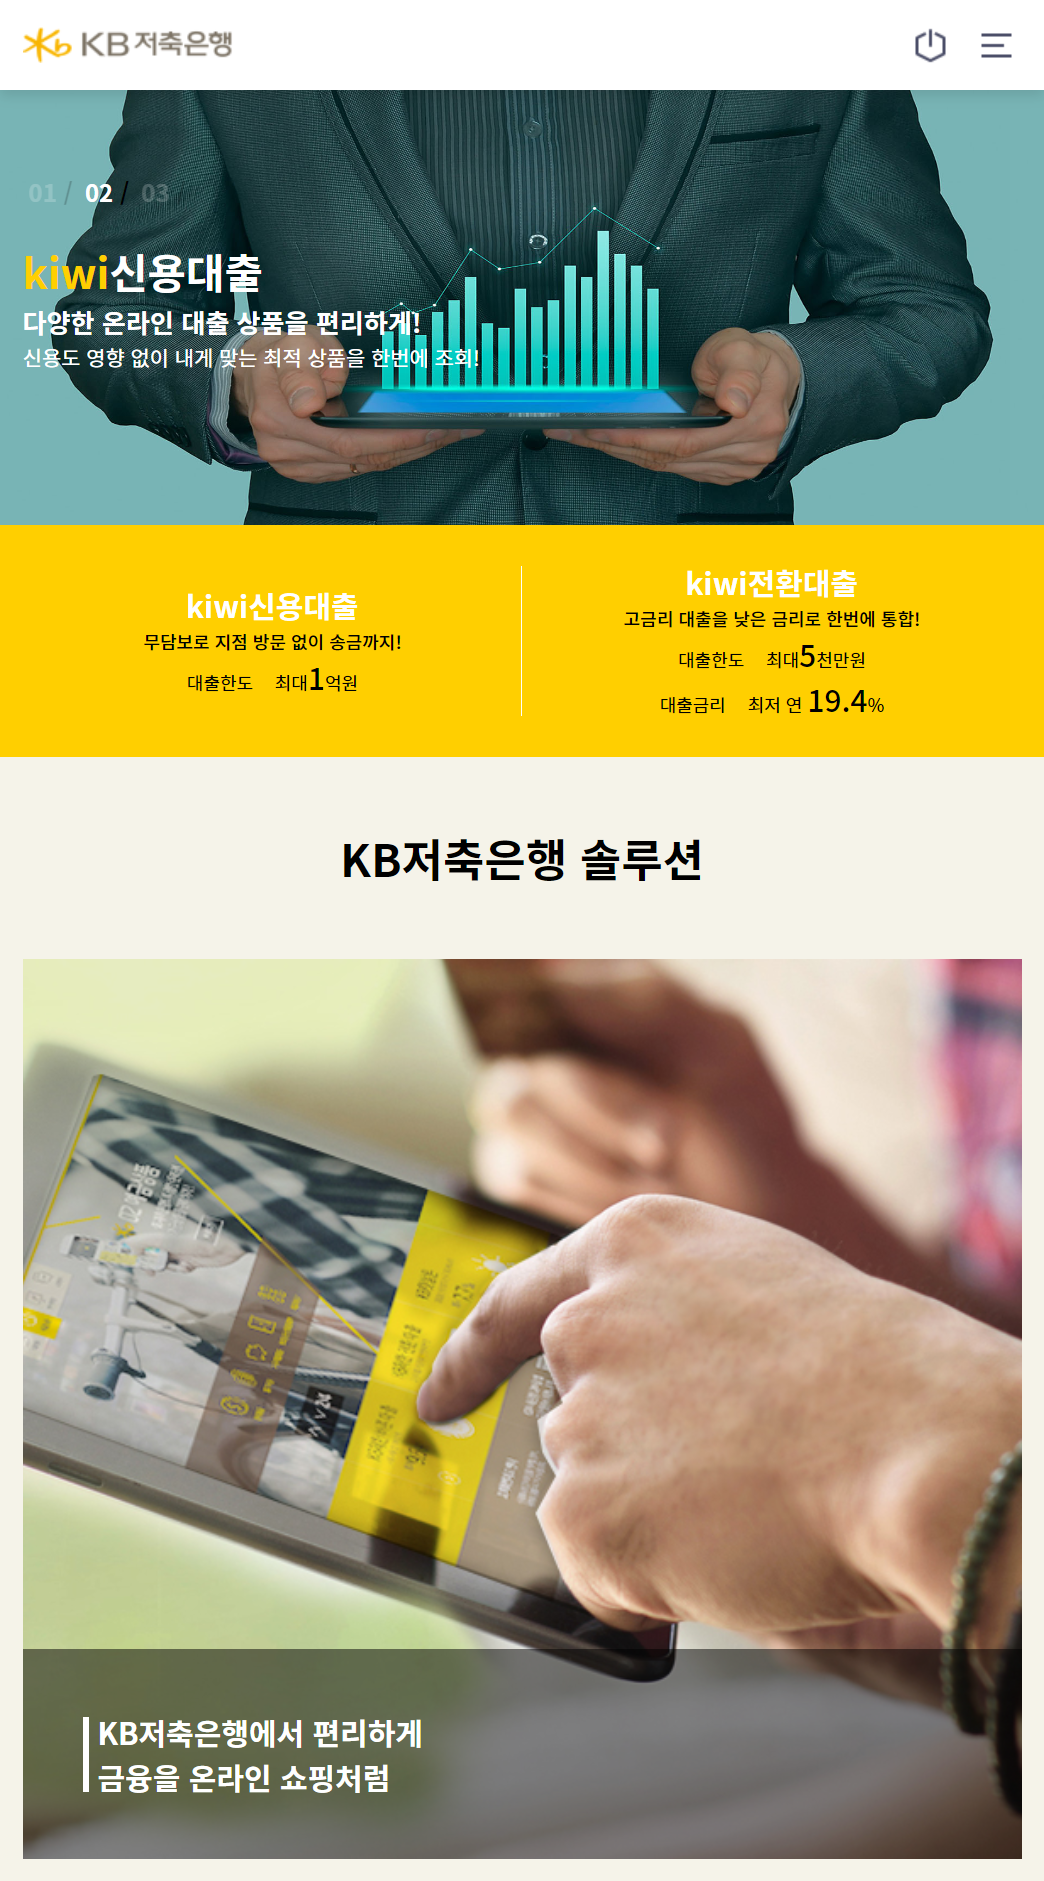 KB저축은행
01 / 02 / 03
kiwi신용대출
다양한 온라인 대출 상품을 편리하게!
신용도 영향 없이 내게 맞는 최적 상품을 한번에 조회!
kiwi신용대출
무담보로 지점 방문 없이 송금까지!
대출한도 최대1억원
kiwi전환대출
고금리 대출을 낮은 금리로 한번에 통합!
대출한도 최대5천만원
대출금리 최저 연 19.4%
KB저축은행 솔루션
KB저축은행에서 편리하게
금융을 온라인 쇼핑처럼